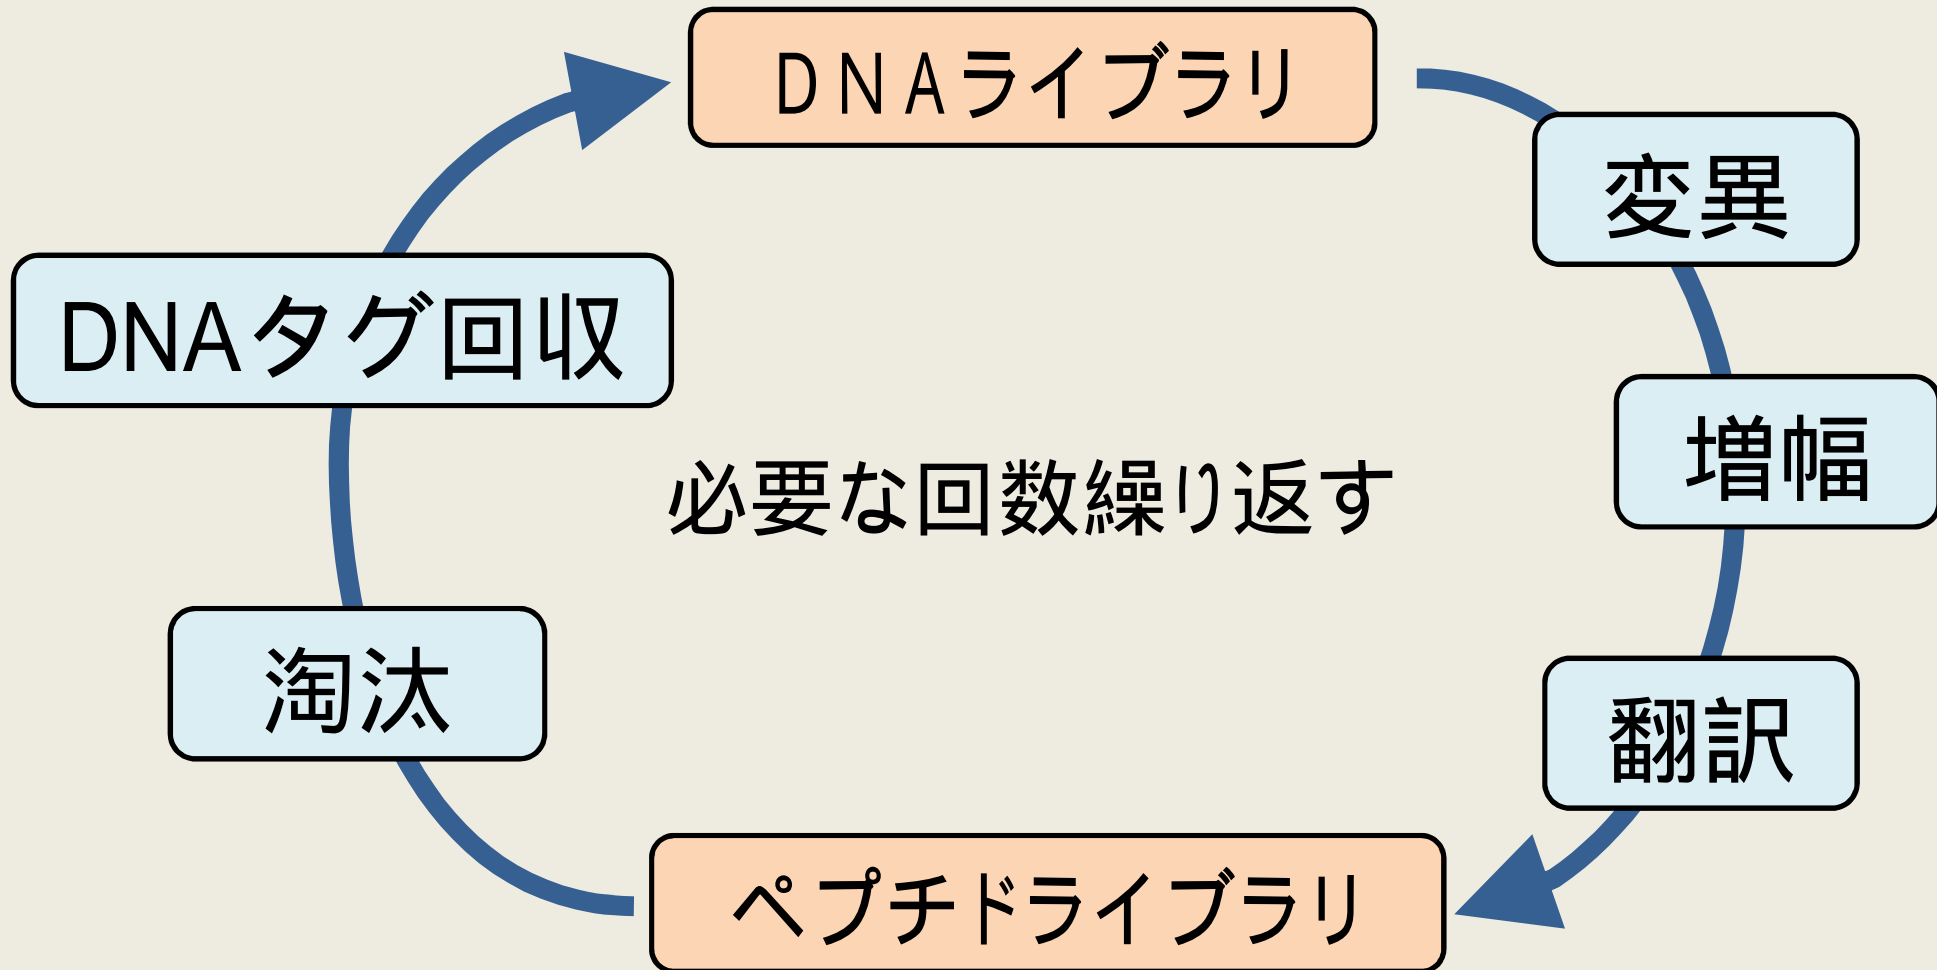 ＤＮＡライブラリ
変異
DNAタグ回収
増幅
必要な回数繰り返す
淘汰
翻訳
ペプチドライブラリ